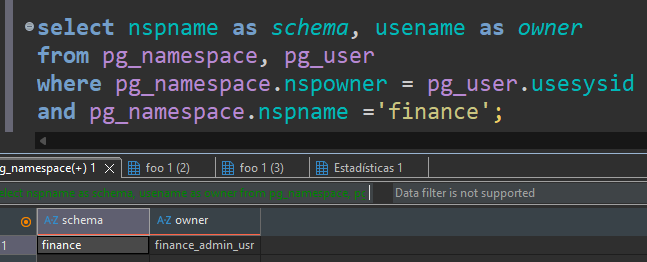 select nspname as schema, usename as owner
from pg_namespace, pg_user
where pg_namespace.nspowner = pg_user.usesysid
and pg_namespace.nspname ='finance';
g_namespace(+) 1 foo 1 (2) foo 1 (3) Estadísticas 1
elect nspname as schema, usename as owner from pg_namespace, pg Data filter is not supported
A-Z schema A-Z owner
1 finance finance_admin_usr